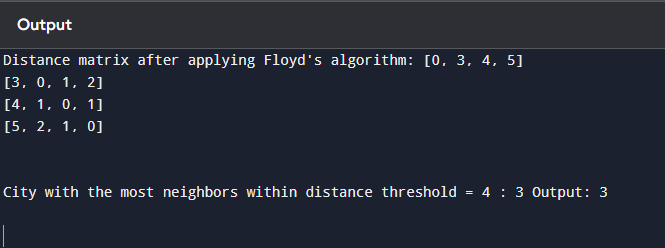 Output
Distance matrix after applying Floyd's algorithm: [0, 3, 4, 5]
[3, 0, 1, 2]
[4, 1, 0, 1]
[5, 2, 1, 0]
City with the most neighbors within distance threshold = 4 : 3 Output: 3